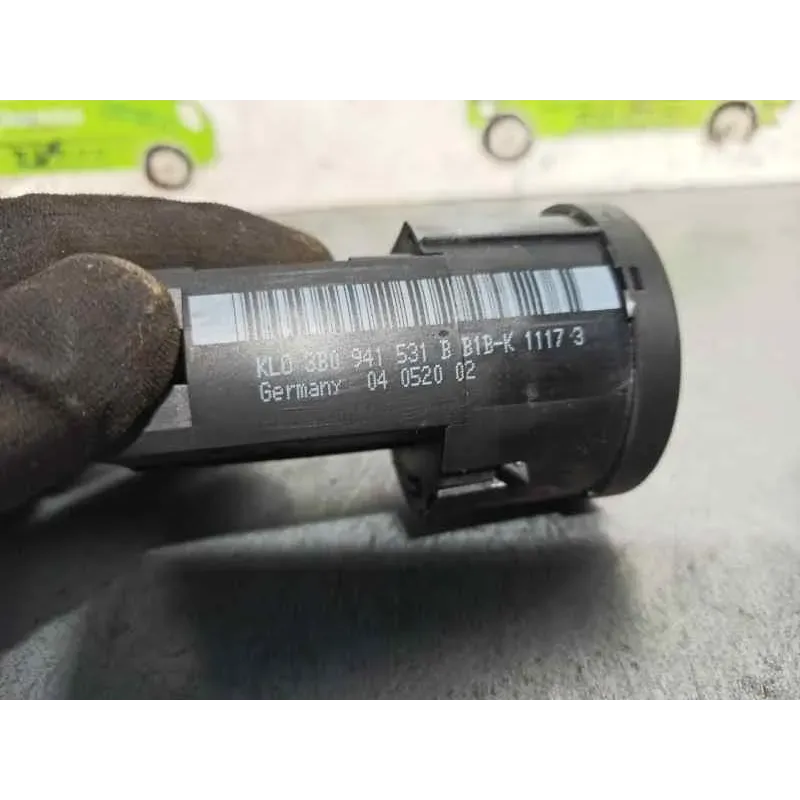 KLO 3B0 941 531 B B1B-K 1117 3
Germany 04 0520 02